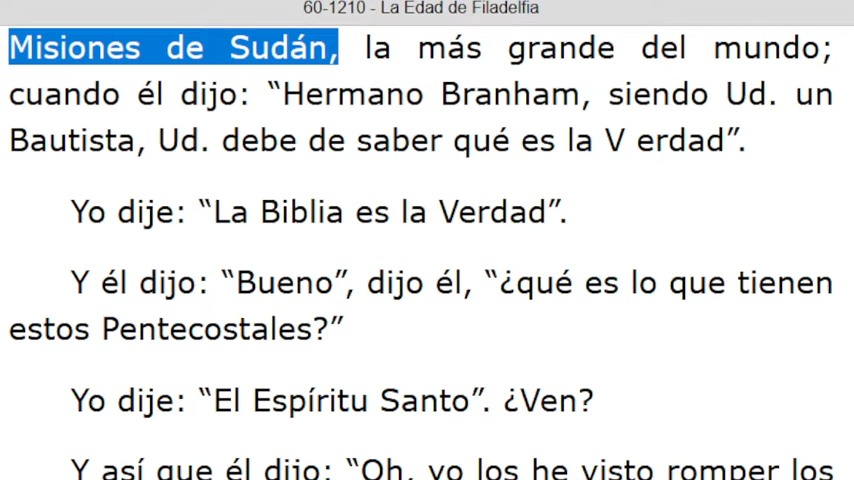 60-1210 - La Edad de Filadelfia
Misiones de Sudán, la más grande del mundo;
cuando él dijo: “Hermano Branham, siendo Ud. un
Bautista, Ud. debe de saber qué es la V erdad”.
Yo dije: “La Biblia es la Verdad”.
Y él dijo: “Bueno”, dijo él, “¿qué es lo que tienen
estos Pentecostales?”
Yo dije: “El Espíritu Santo”. ¿Ven?
Y así que él dijo: “Oh, yo los he visto romper los